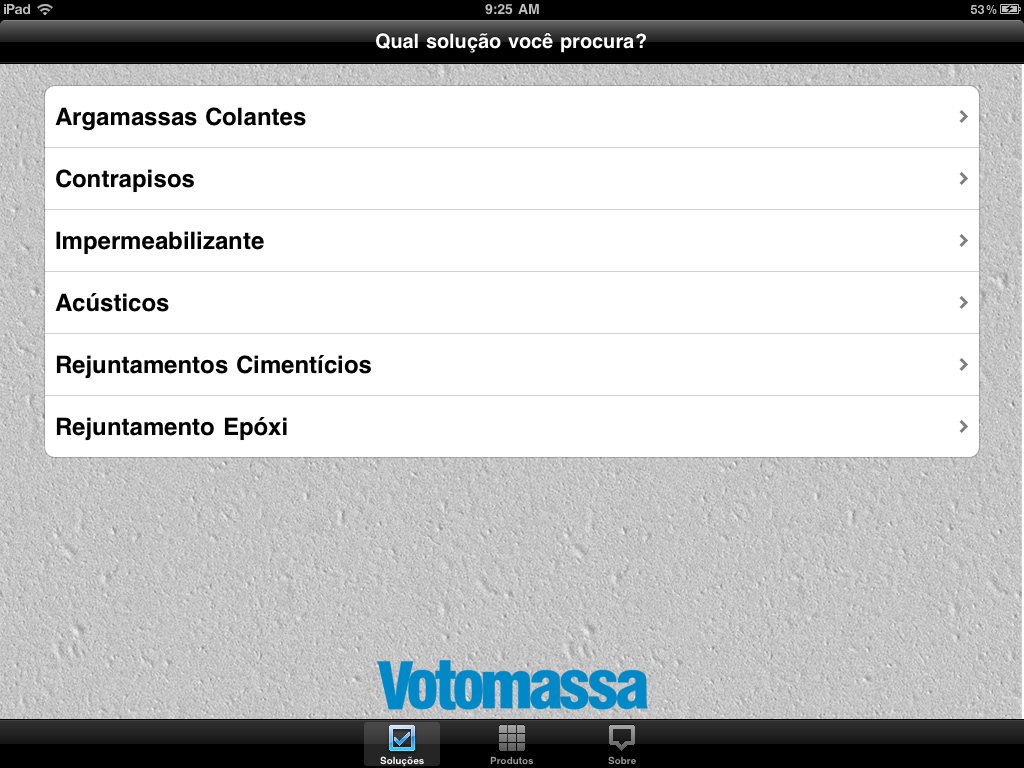 iPad 9:25 AM 53%
Qual solução você procura?
Argamassas Colantes
Contrapisos
Impermeabilizante
Acústicos
Rejuntamentos Cimentícios
Rejuntamento Epóxi
Votomassa
Soluções Produtos Sobre